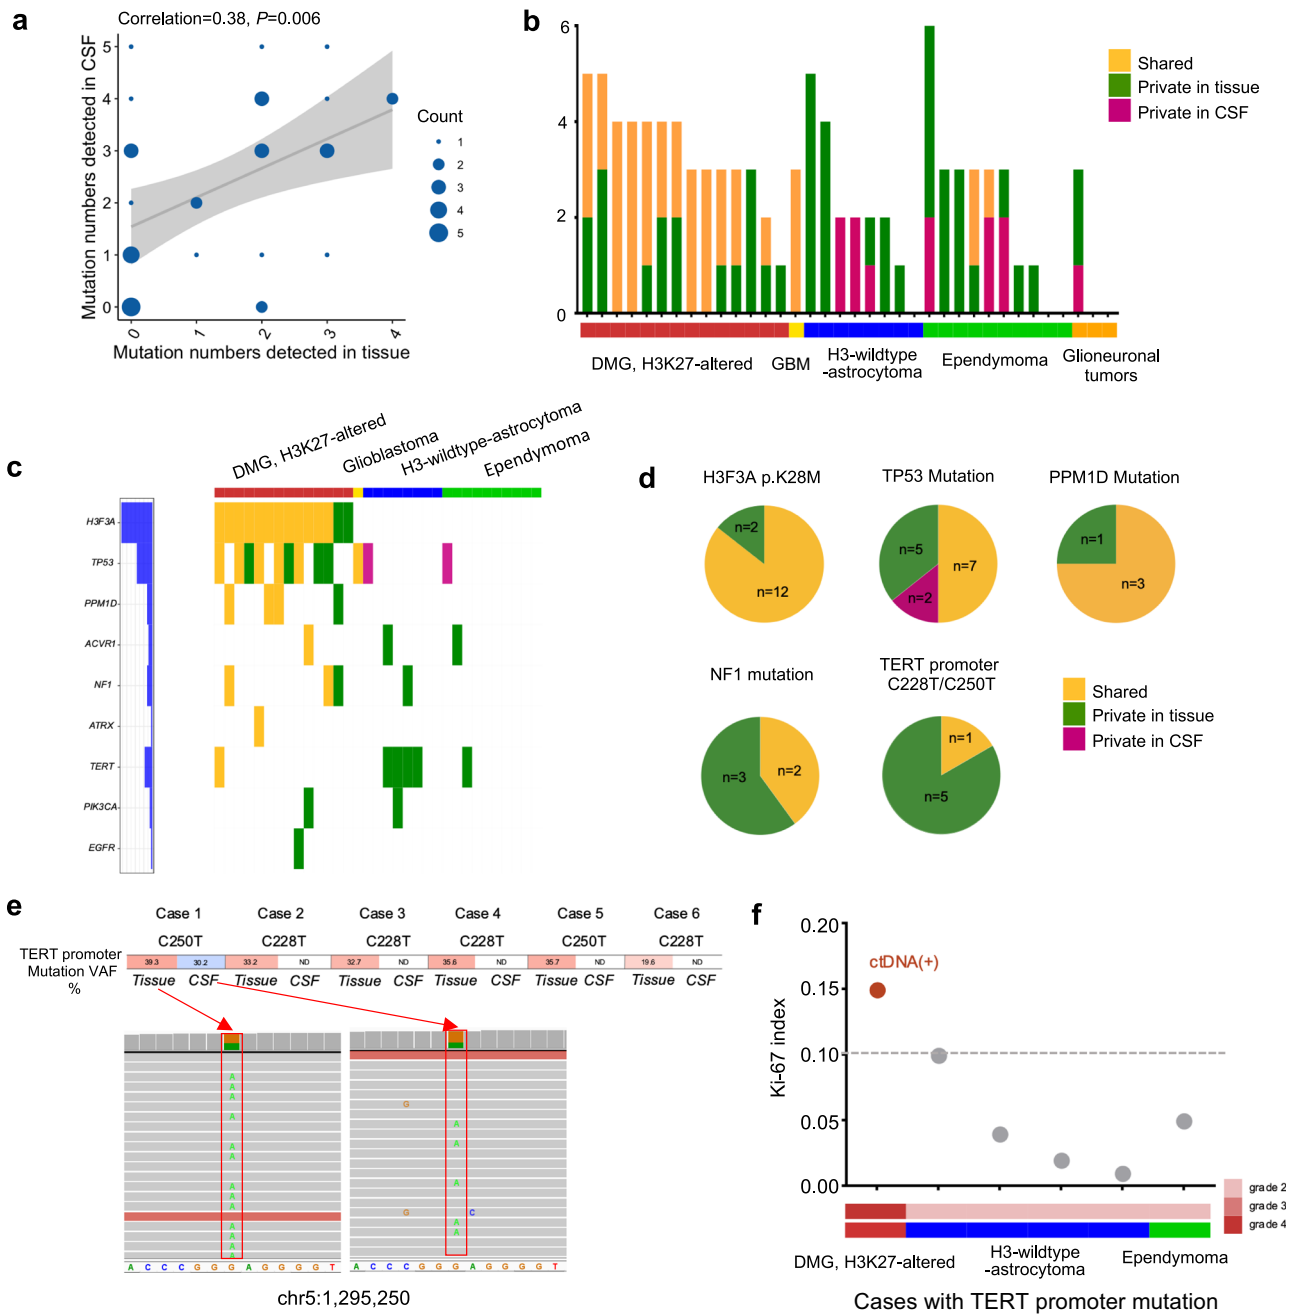 a
Correlation=0.38, P=0.006
Mutation numbers detected in CSF
5
4
3
2
1
0
0
1
2
3
4
Mutation numbers detected in tissue
Count
1
2
3
4
5
b
6
4
2
0
Shared
Private in tissue
Private in CSF
DMG, H3K27-altered
GBM
H3-wildtype
-astrocytoma
Ependymoma
Glioneuronal
tumors
c
DMG, H3K27-altered
Glioblastoma
H3-wildtype-astrocytoma
Ependymoma
H3F3A
TP53
PPM1D
ACVR1
NF1
ATRX
TERT
PIK3CA
EGFR
d
H3F3A p.K28M
n=2
n=12
TP53 Mutation
n=5
n=7
n=2
PPM1D Mutation
n=1
n=3
NF1 mutation
n=3
n=2
TERT promoter
C228T/C250T
n=1
n=5
Shared
Private in tissue
Private in CSF
e
Case 1 Case 2 Case 3 Case 4 Case 5 Case 6
C250T C228T C228T C228T C250T C228T
TERT promoter
Mutation VAF
%
39.3 30.2 33.2 ND 32.7 ND 35.6 ND 35.7 ND 19.6 ND
Tissue CSF Tissue CSF Tissue CSF Tissue CSF Tissue CSF Tissue CSF
A
A
A
A
A
A
A
A
A
A
A
A
A
A C C C G G G A G G G G T
G
A
A
A
G C
A
A
A C C C G G G A G G G G T
chr5:1,295,250
f
Ki-67 index
0.20
0.15
0.10
0.05
0.00
ctDNA(+)
grade 2
grade 3
grade 4
DMG, H3K27-altered
H3-wildtype
-astrocytoma
Ependymoma
Cases with TERT promoter mutation